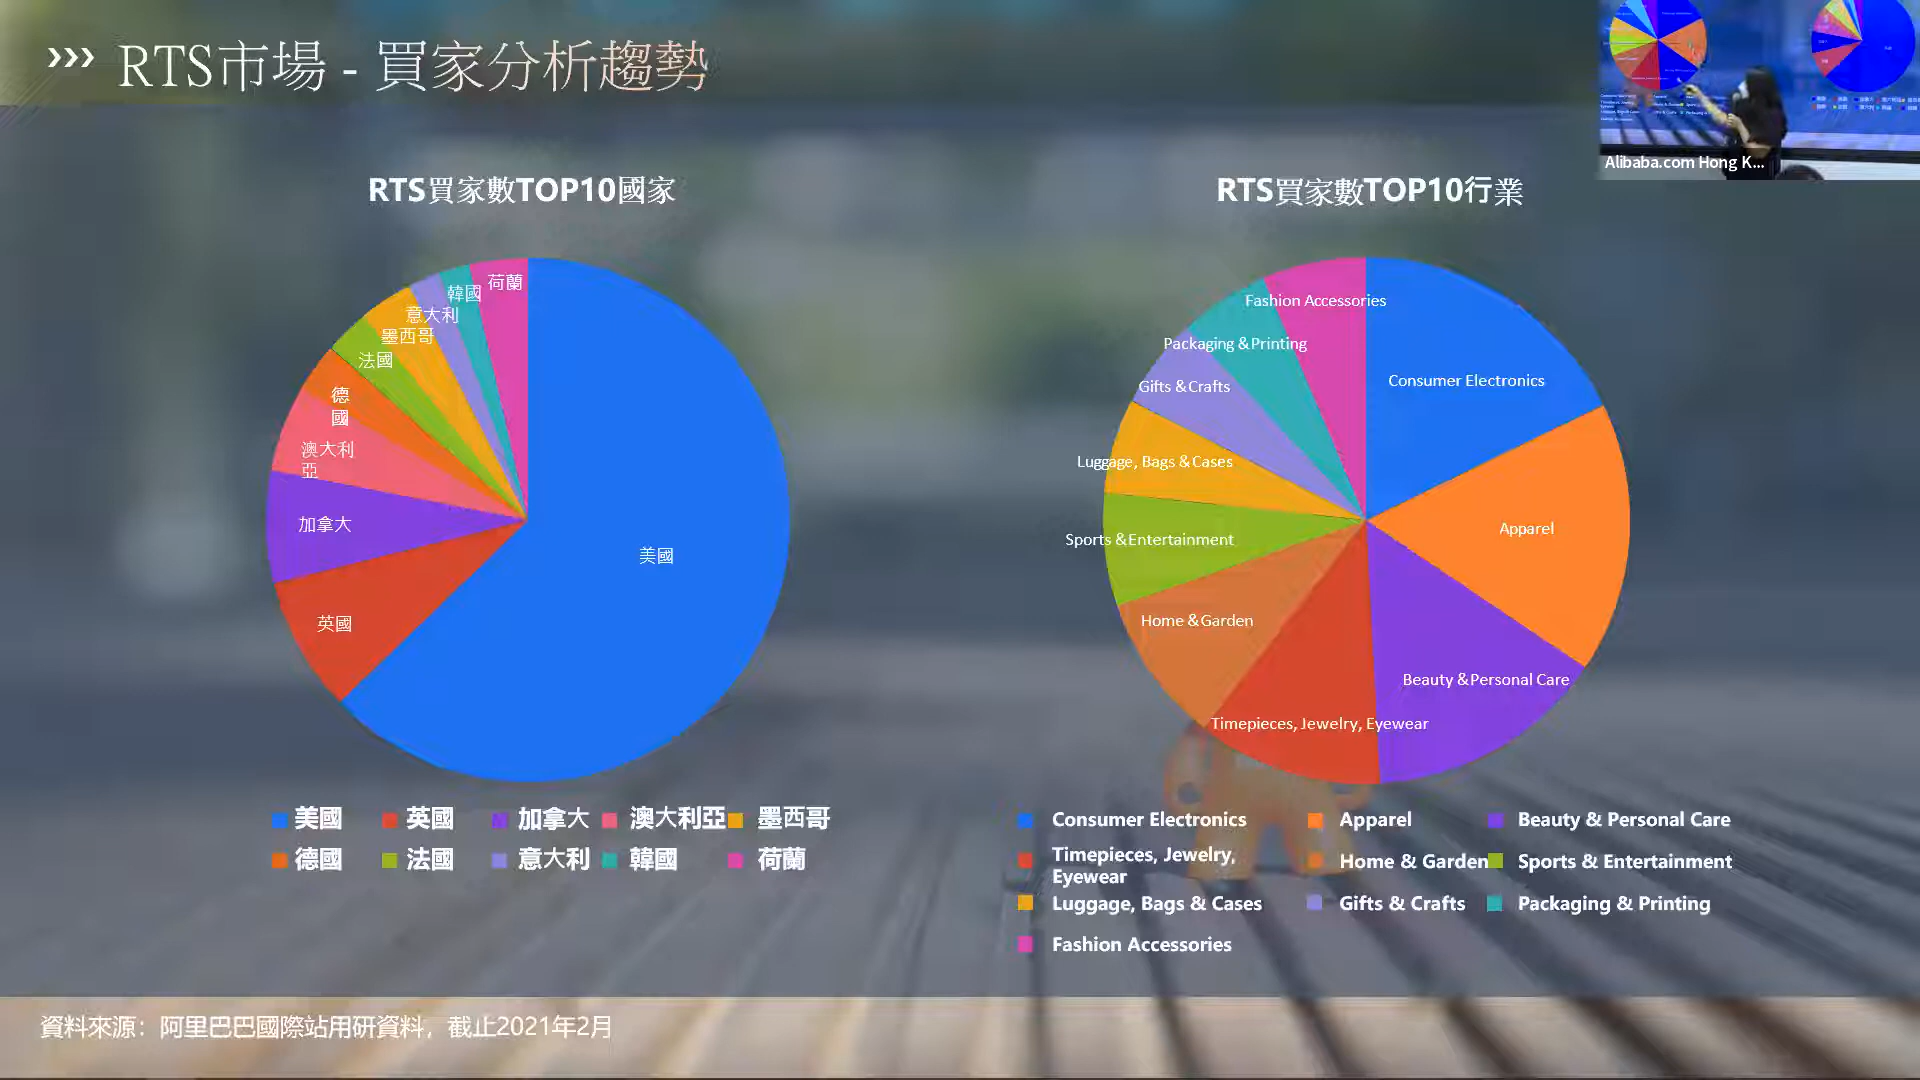 ››› RTS市場 - 買家分析趨勢
Alibaba.com Hong K...
RTS買家數TOP10國家
荷蘭
韓國
意大利
墨西哥
法國
德
國
澳大利
亞
加拿大
美國
英國
美國 英國 加拿大 澳大利亞 墨西哥
德國 法國 意大利 韓國 荷蘭
RTS買家數TOP10行業
Fashion Accessories
Packaging & Printing
Consumer Electronics
Gifts & Crafts
Luggage, Bags & Cases
Apparel
Sports & Entertainment
Home & Garden
Beauty & Personal Care
Timepieces, Jewelry, Eyewear
Consumer Electronics Apparel Beauty & Personal Care
Timepieces, Jewelry,
Eyewear
Home & Garden Sports & Entertainment
Luggage, Bags & Cases Gifts & Crafts Packaging & Printing
Fashion Accessories
資料來源：阿里巴巴國際站用研資料，截止2021年2月